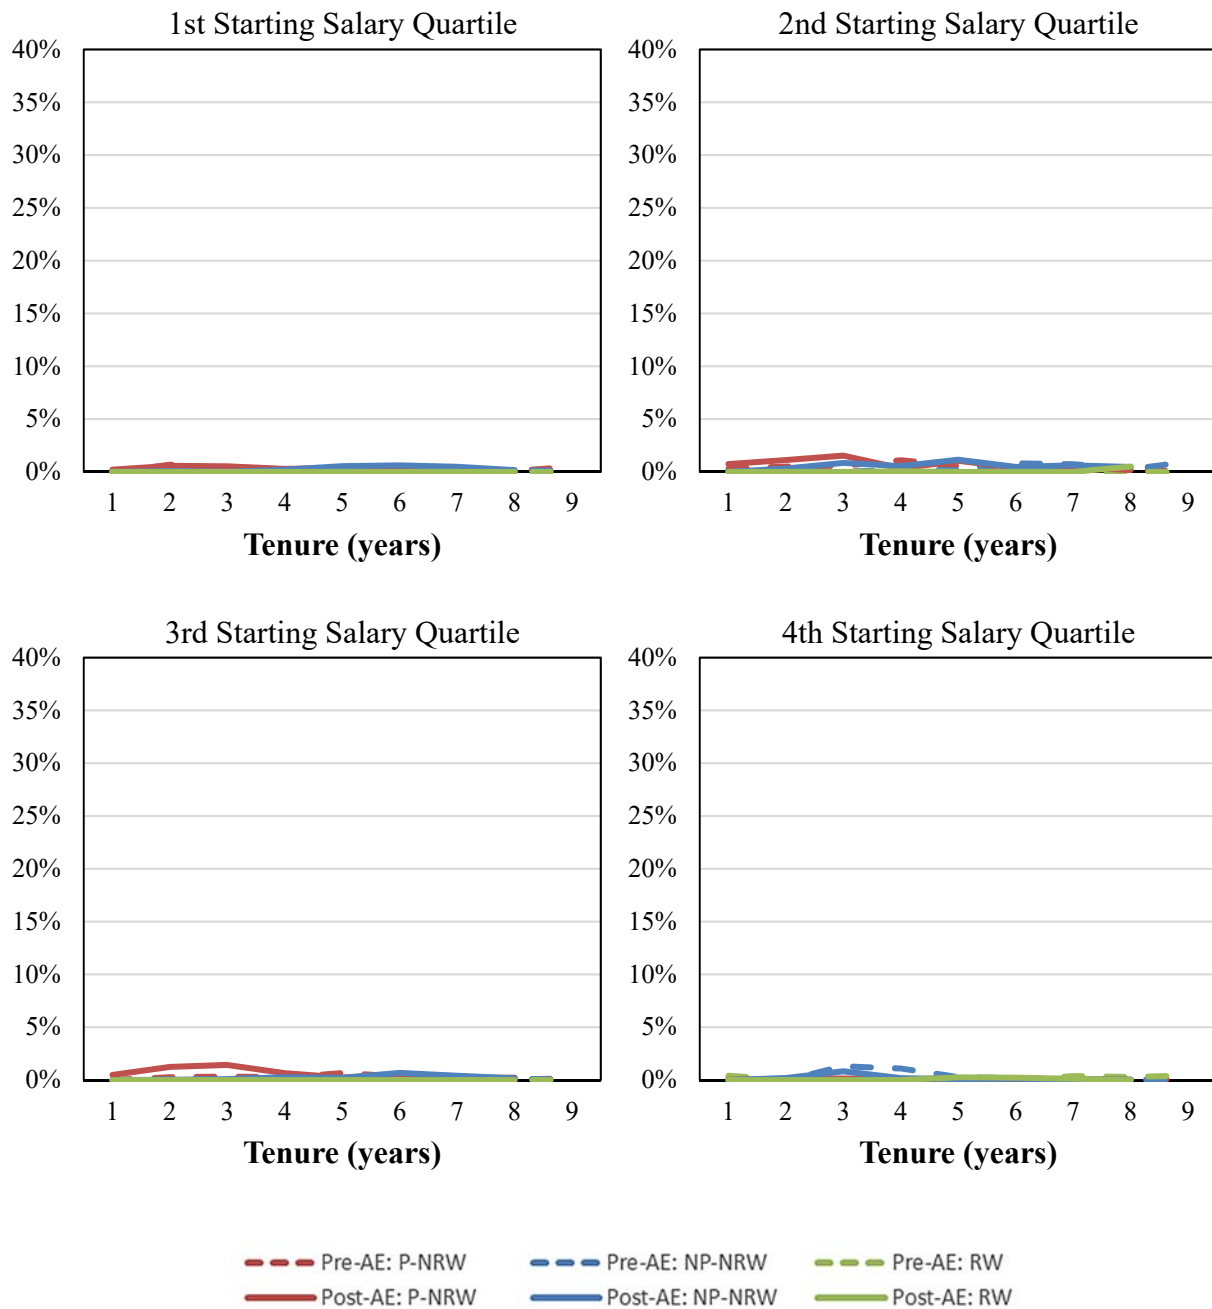 1st Starting Salary Quartile
40%
35%
30%
25%
20%
15%
10%
5%
0%
1 2 3 4 5 6 7 8 9
Tenure (years)
2nd Starting Salary Quartile
40%
35%
30%
25%
20%
15%
10%
5%
0%
1 2 3 4 5 6 7 8 9
Tenure (years)
3rd Starting Salary Quartile
40%
35%
30%
25%
20%
15%
10%
5%
0%
1 2 3 4 5 6 7 8 9
Tenure (years)
4th Starting Salary Quartile
40%
35%
30%
25%
20%
15%
10%
5%
0%
1 2 3 4 5 6 7 8 9
Tenure (years)
Pre-AE: P-NRW Pre-AE: NP-NRW Pre-AE: RW
Post-AE: P-NRW Post-AE: NP-NRW Post-AE: RW